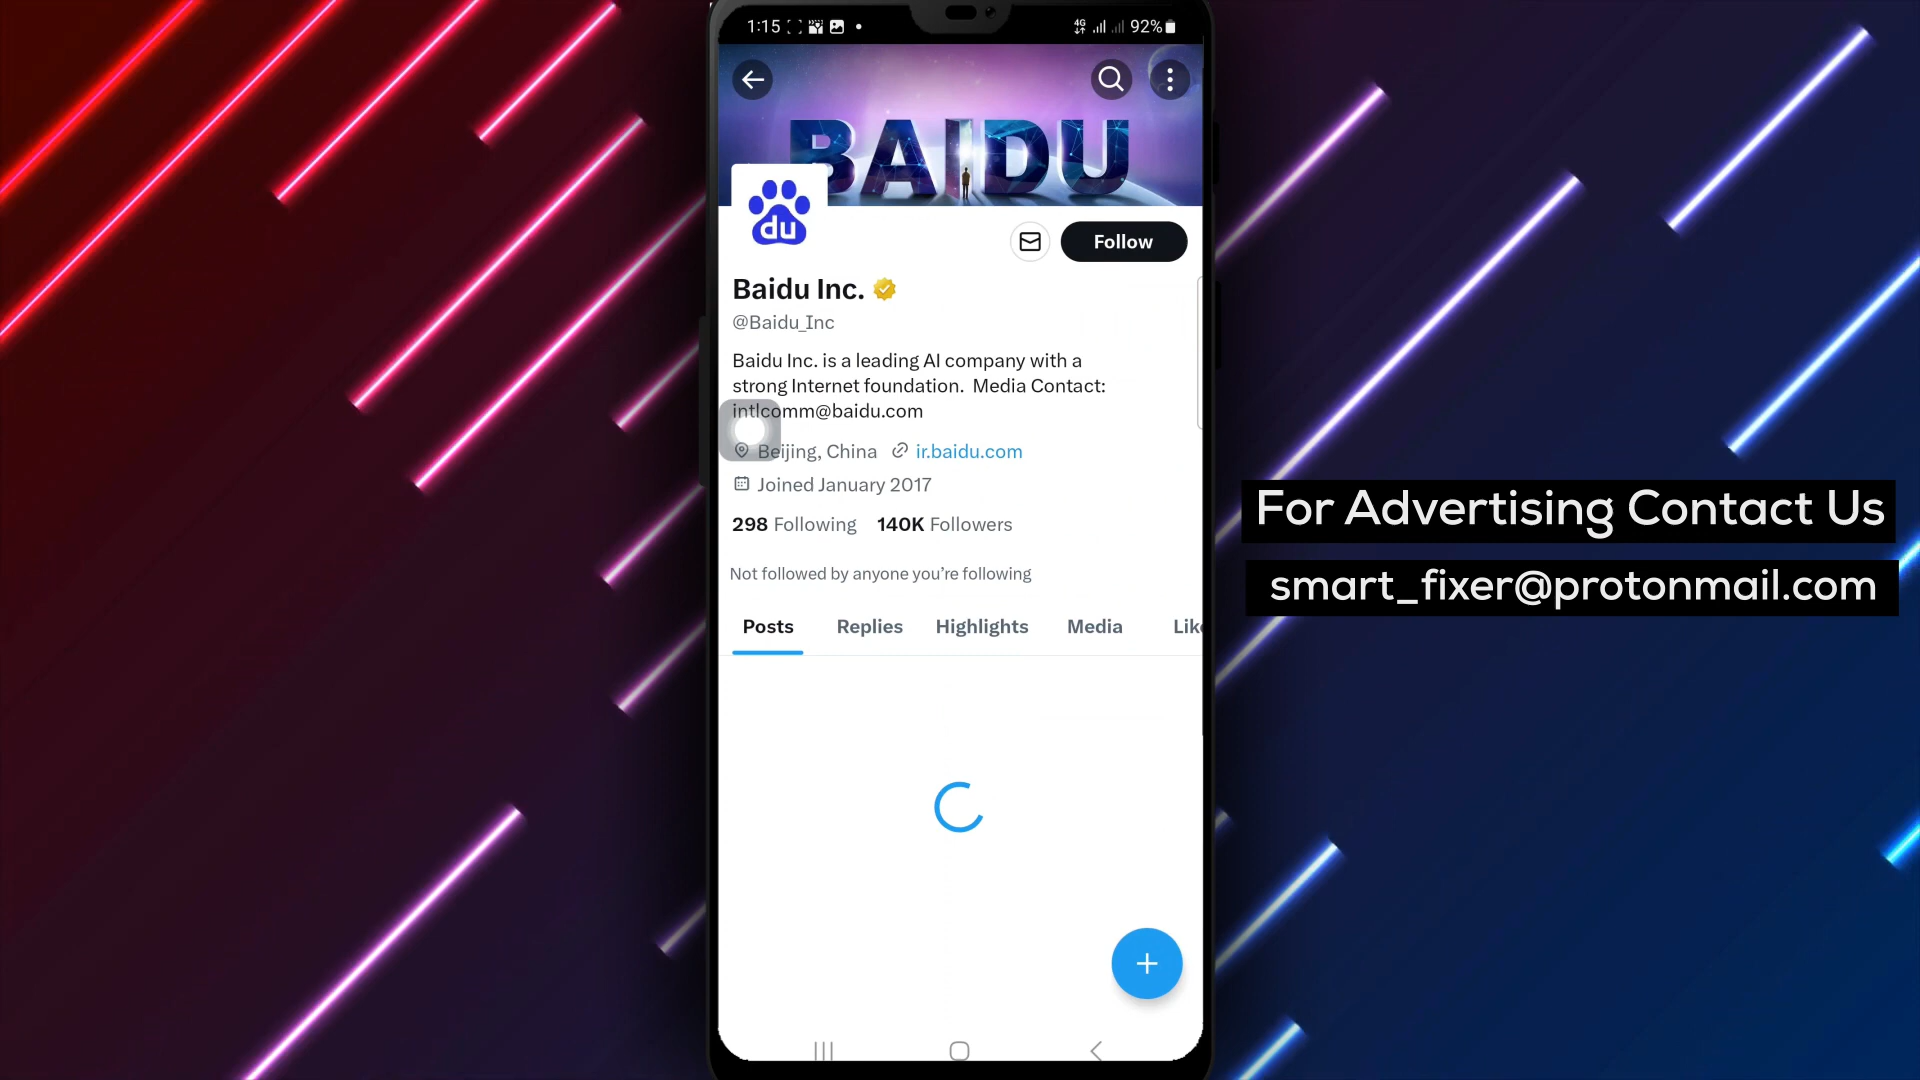 1:15
4G
92%
BAIDU
du
Follow
Baidu Inc.
@Baidu_Inc
Baidu Inc. is a leading AI company with a
strong Internet foundation. Media Contact:
intlcomm@baidu.com
Beijing, China ir.baidu.com
Joined January 2017
298 Following 140K Followers
Not followed by anyone you're following
Posts Replies Highlights Media Lik
For Advertising Contact Us
smart_fixer@protonmail.com